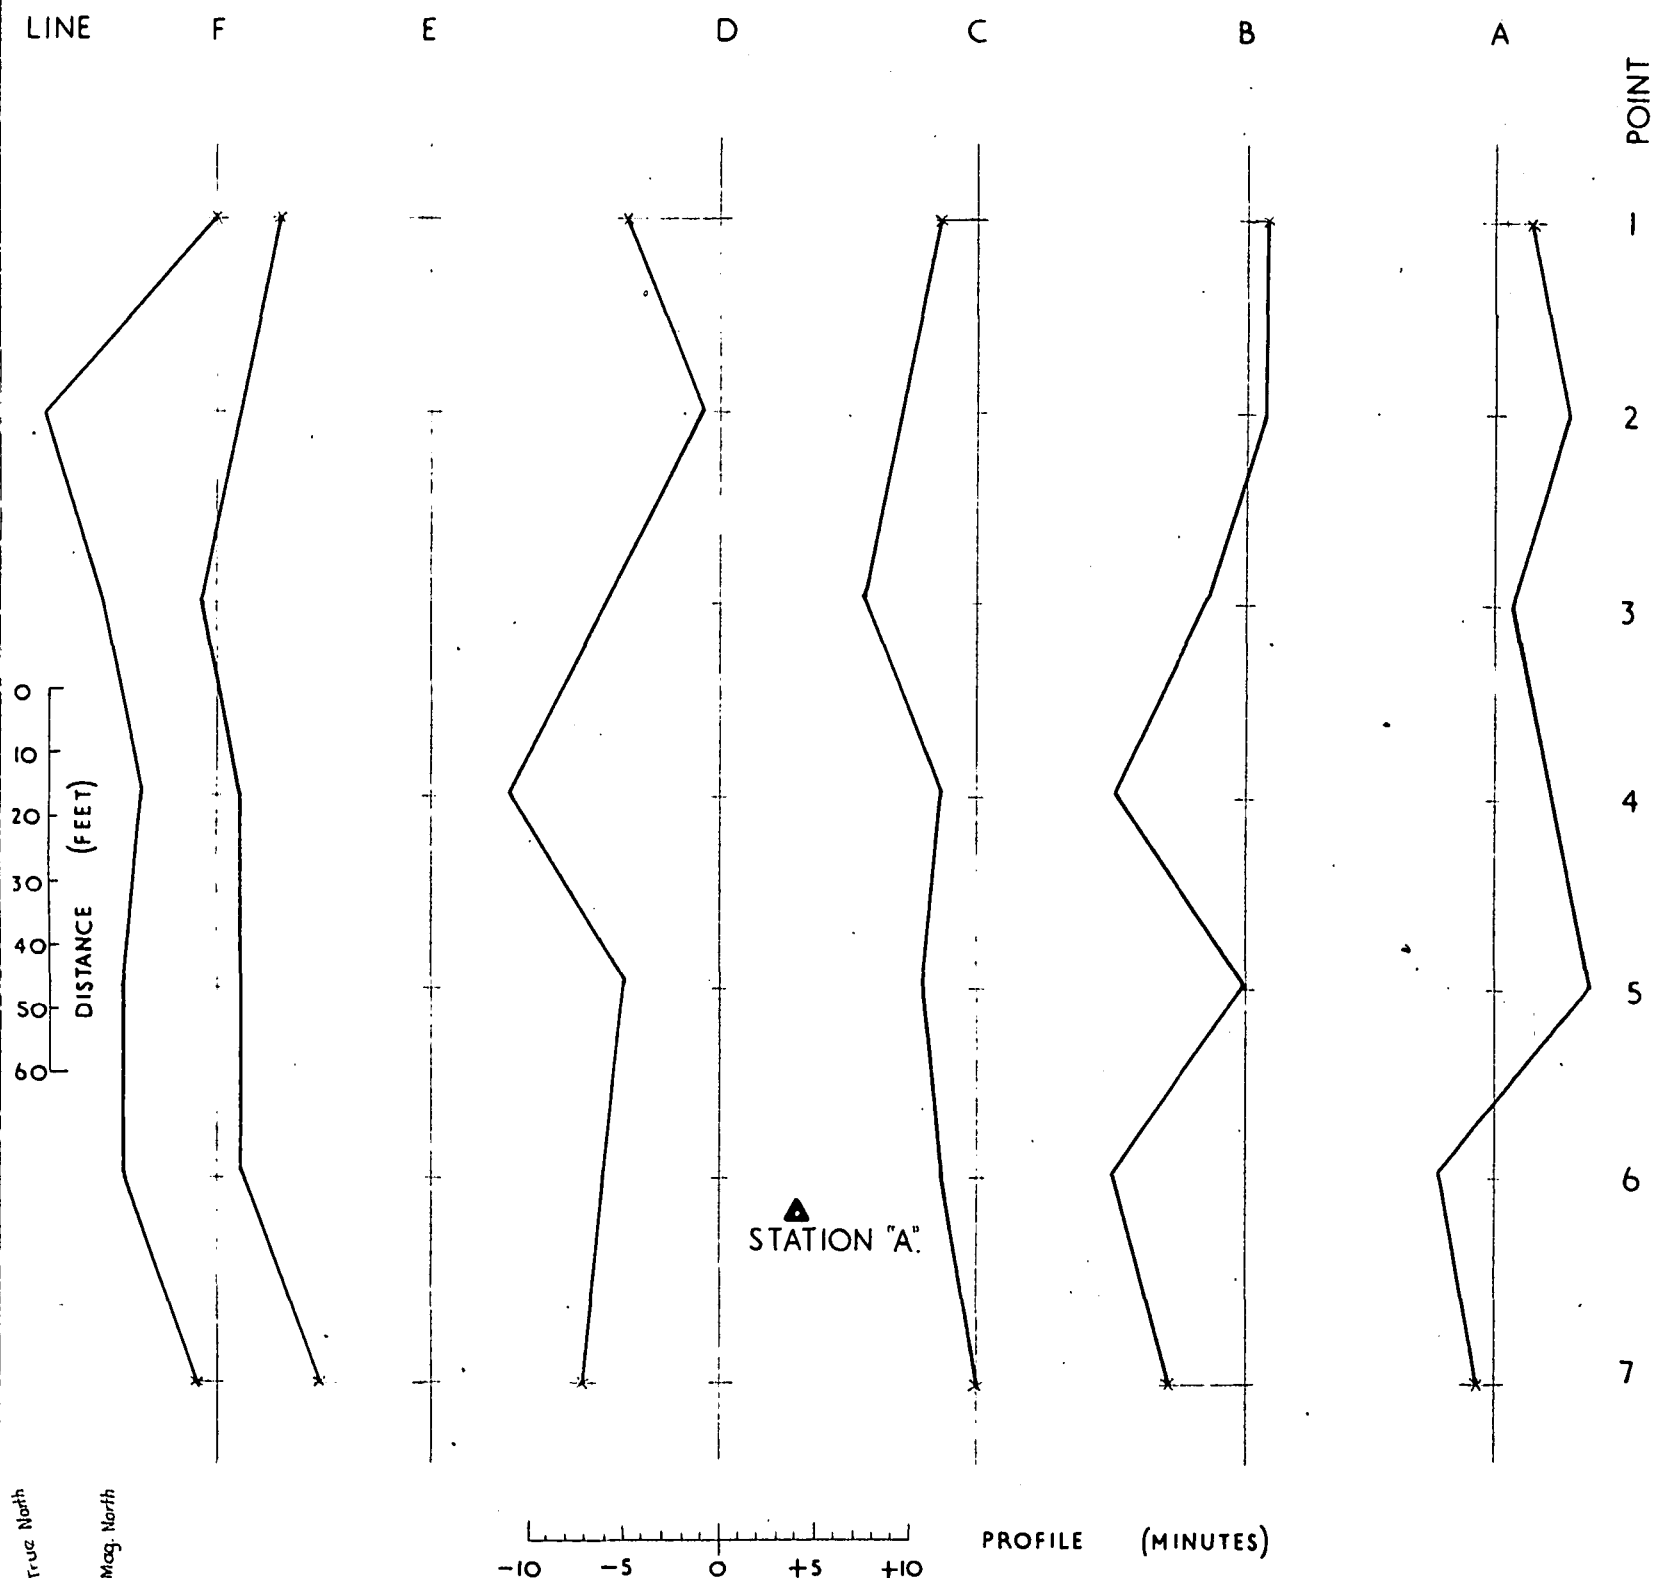 LINE F E D C B A
POINT
1
2
3
0
10
4
20
DISTANCE (FEET)
30
40
5
50
60
6
STATION "A".
7
True North
Mag. North
PROFILE (MINUTES)
-10 -5 0 +5 +10